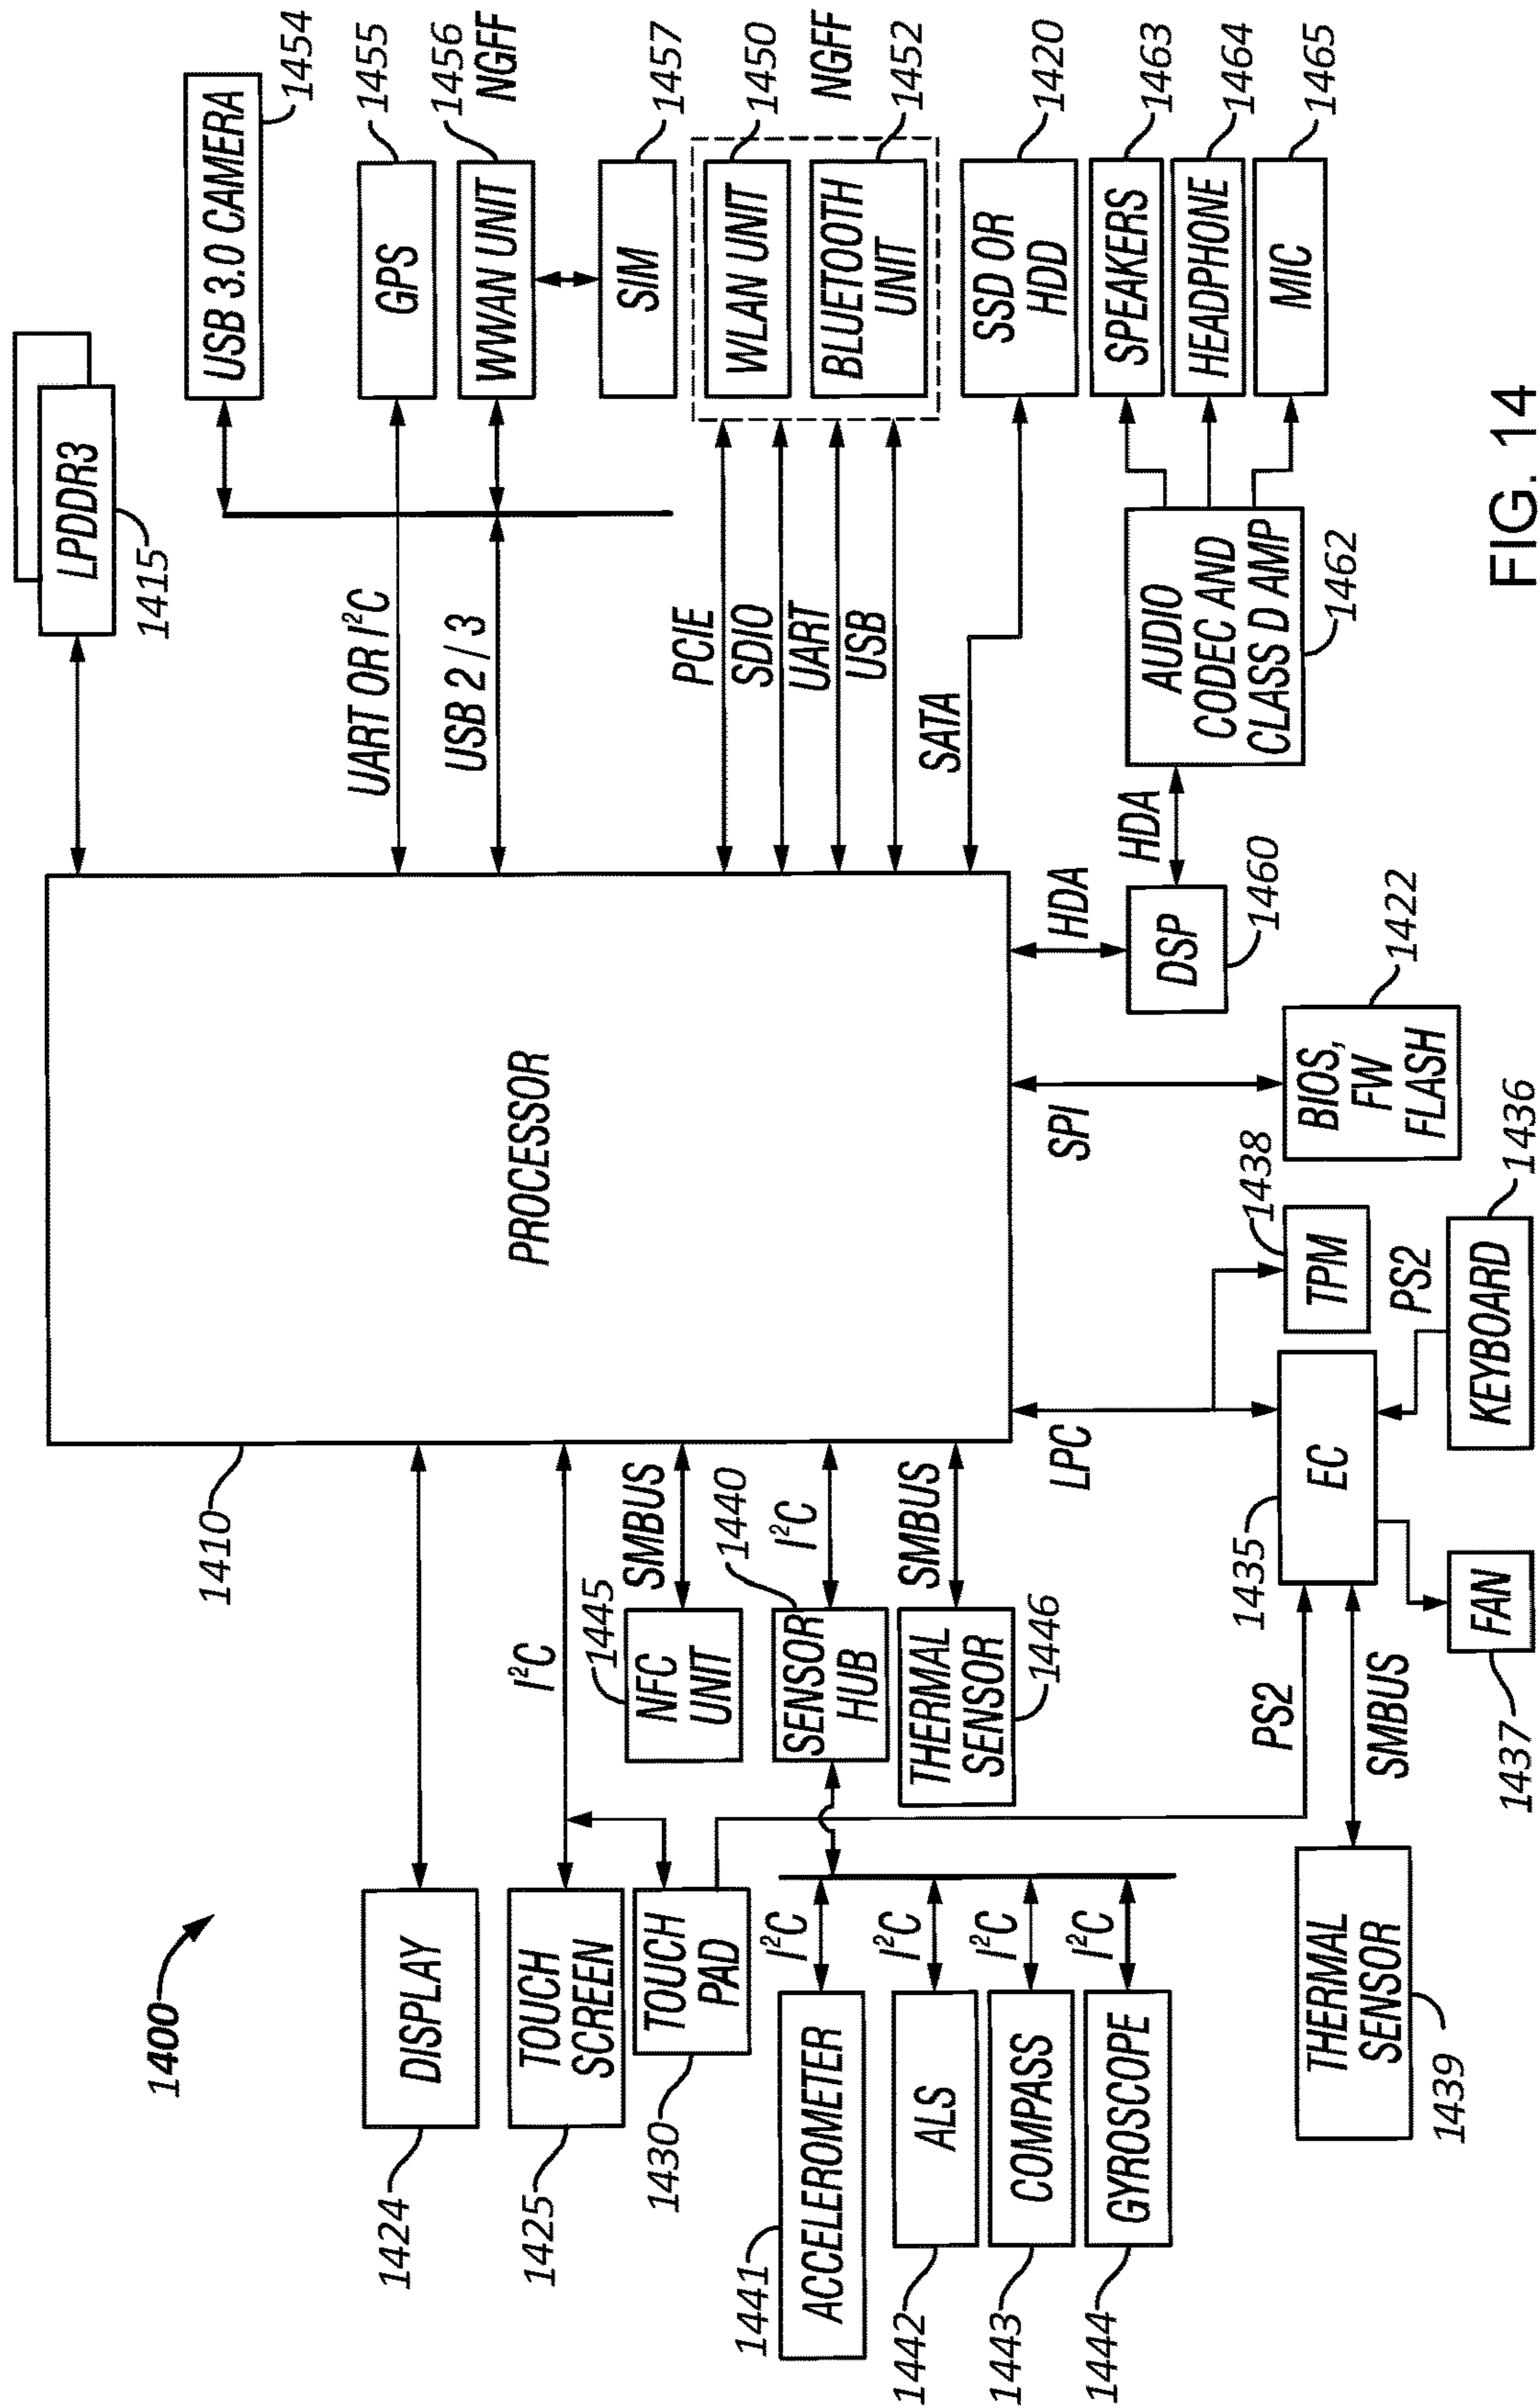 1400
LPDDR3
1415
USB 3.0 CAMERA
1454
1410
PROCESSOR
DISPLAY
1424
UART OR I²C
GPS
1455
USB 2 / 3
WWAN UNIT
1456
NGFF
SIM
1457
I²C
TOUCH
SCREEN
1425
TOUCH
PAD
1430
SMBUS
NFC
UNIT
1445
PCIE
SDIO
UART
USB
WLAN UNIT
1450
NGFF
BLUETOOTH
UNIT
1452
I²C
1440
SENSOR
HUB
SMBUS
THERMAL
SENSOR
1446
SATA
SSD OR
HDD
1420
I²C
ACCELEROMETER
1441
I²C
ALS
1442
I²C
COMPASS
1443
I²C
GYROSCOPE
1444
HDA
DSP
1460
HDA
AUDIO
CODEC AND
CLASS D AMP
1462
SPEAKERS
1463
HEADPHONE
1464
MIC
1465
SPI
BIOS,
FW
FLASH
1422
LPC
TPM
1438
EC
1435
PS2
PS2
KEYBOARD
1436
FAN
1437
SMBUS
THERMAL
SENSOR
1439
FIG. 14